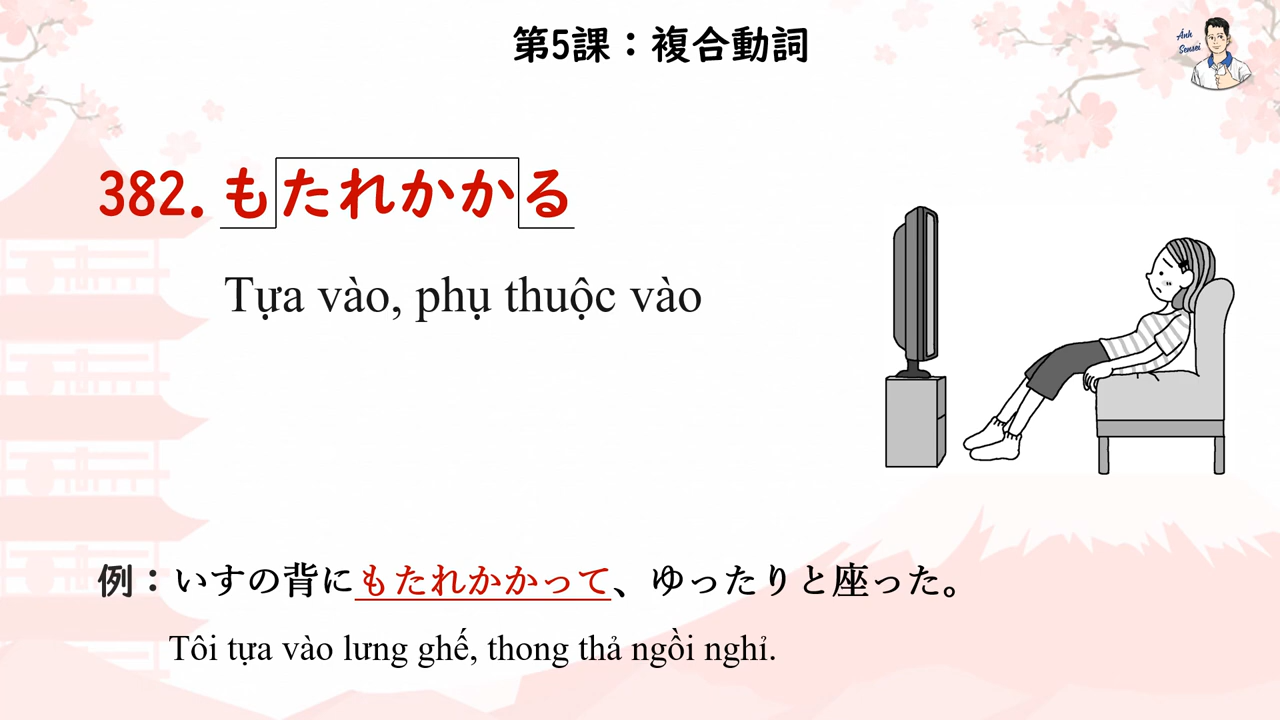 第5課：複合動詞
Ánh
Sensei
382. もたれかかる
Tựa vào, phụ thuộc vào
例：いすの背にもたれかかって、ゆったりと座った。
Tôi tựa vào lưng ghế, thong thả ngồi nghỉ.